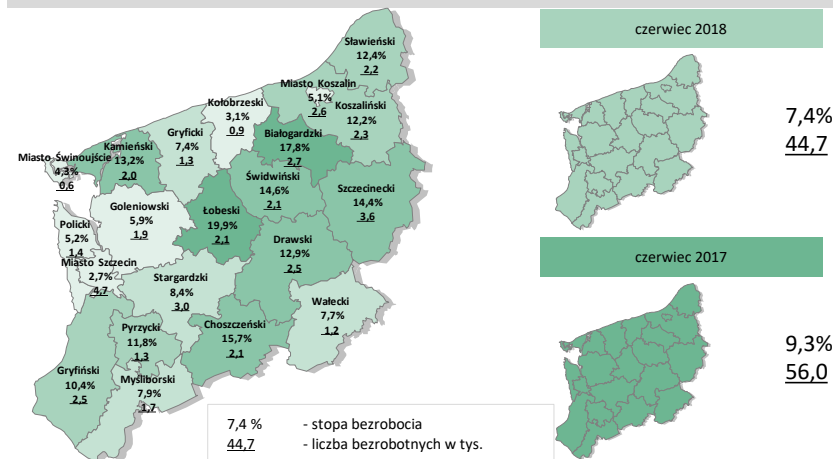 Sławieński
12,4%
2,2
Miasto Koszalin
5,1%
2,6
Koszaliński
12,2%
2,3
Kołobrzeski
3,1%
0,9
Białogardzki
17,8%
2,7
Gryficki
7,4%
1,3
Kamieński
13,2%
2,0
Miasto Świnoujście
4,3%
0,6
Świdwiński
14,6%
2,1
Szczecinecki
14,4%
3,6
Goleniowski
5,9%
1,9
Łobeski
19,9%
2,1
Policki
5,2%
1,4
Miasto Szczecin
2,7%
4,7
Drawski
12,9%
2,5
Stargardzki
8,4%
3,0
Wałecki
7,7%
1,2
Choszczeński
15,7%
2,1
Pyrzycki
11,8%
1,3
Gryfiński
10,4%
2,5
Myśliborski
7,9%
1,7
7,4 % - stopa bezrobocia
44,7 - liczba bezrobotnych w tys.
czerwiec 2018
7,4%
44,7
czerwiec 2017
9,3%
56,0